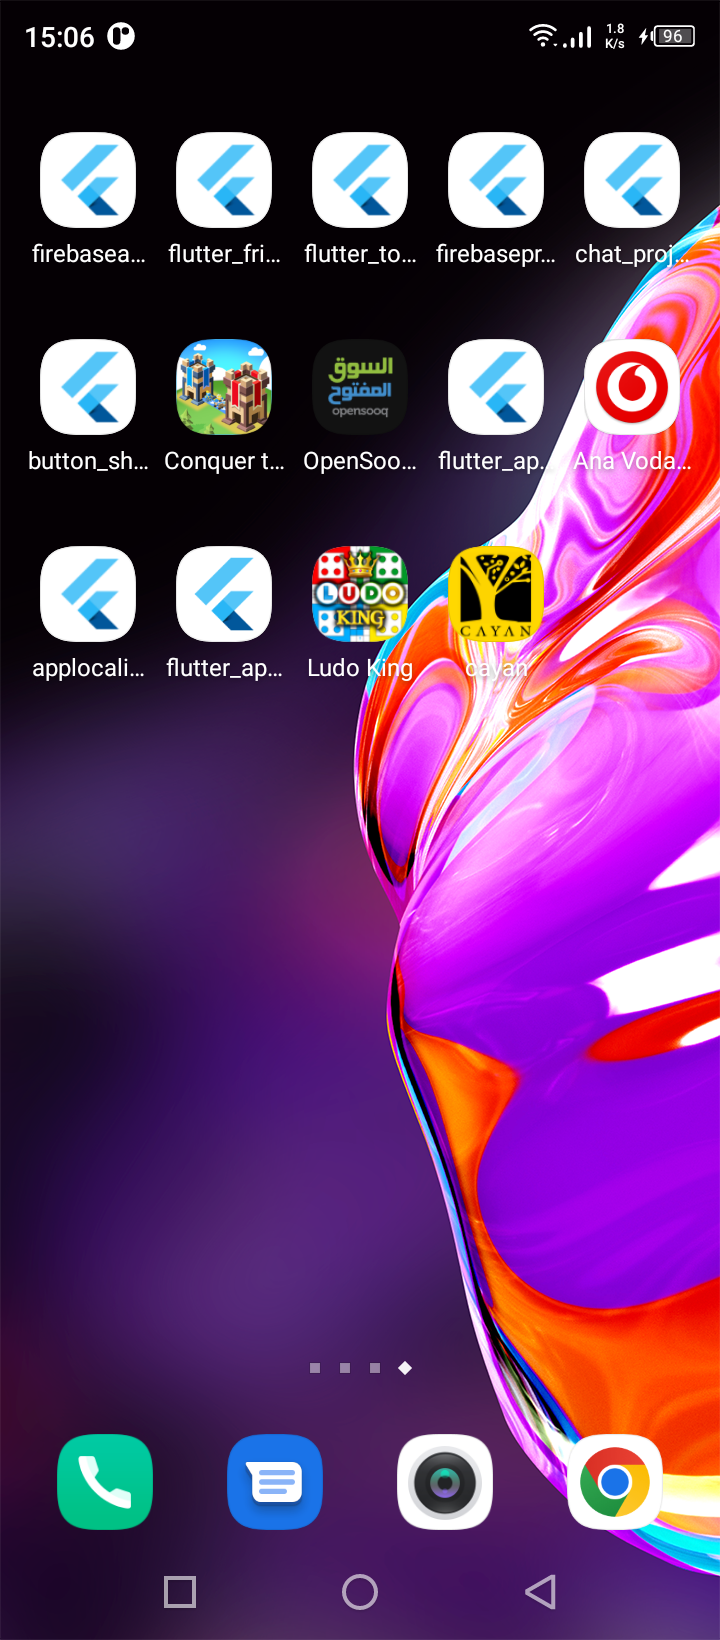 15:06
1.8
K/s
96
firebasea...
flutter_fri...
flutter_to...
firebasepr...
chat_proj...
السوق
المفتوح
opensooq
button_sh...
Conquer t...
OpenSoo...
flutter_ap...
Ana Voda...
LUDO
KING
CAYAN
applocali...
flutter_ap...
Ludo King
cayan